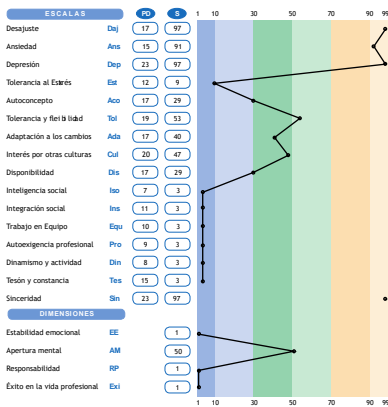 ESCALAS PD S 1 10 30 50 70 90 99
Desajuste Daj 17 97
Ansiedad Ans 15 91
Depresión Dep 23 97
Tolerancia al Estrés Est 12 9
Autoconcepto Aco 17 29
Tolerancia y flexibilidad Tol 19 53
Adaptación a los cambios Ada 17 40
Interés por otras culturas Cul 20 47
Disponibilidad Dis 17 29
Inteligencia social Iso 7 3
Integración social Ins 11 3
Trabajo en Equipo Equ 10 3
Autoexigencia profesional Pro 9 3
Dinamismo y actividad Din 8 3
Tesón y constancia Tes 15 3
Sinceridad Sin 23 97
DIMENSIONES
Estabilidad emocional EE 1
Apertura mental AM 50
Responsabilidad RP 1
Éxito en la vida profesional Exi 1
1 10 30 50 70 90 99